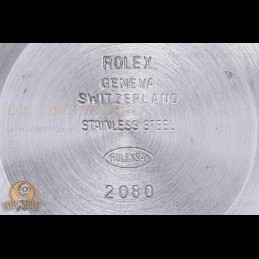 ROLEX
GENEVA
SWITZERLAND
STAINLESS STEEL
ROLEX SA
2080